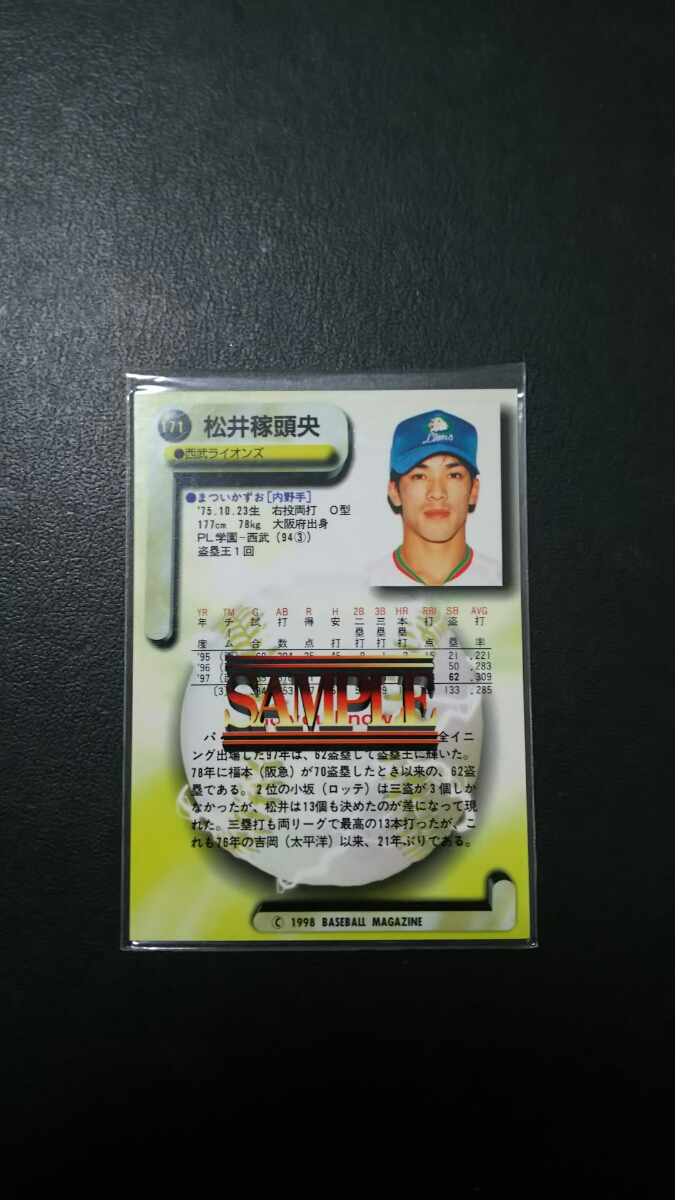 171 松井稼頭央
●西武ライオンズ
Lions
●まついかずお［内野手］
'75.10.23生 右投両打 O型
177cm 78kg 大阪府出身
PL学園－西武（94③）
盗塁王1回
YR TM G AB R H 2B 3B HR RBI SB AVG
年度 チーム 試合 打数 得点 安打 二塁打 三塁打 本塁打 打点 盗塁 打率
'95 21 .221
'96 50 .283
'97 62 .309
133 .285
SAMPLE
全イニ
ング出場した97年は、62盗塁して盗塁王に輝いた。
78年に福本（阪急）が70盗塁したとき以来の、62盗
塁である。2位の小坂（ロッテ）は三盗が3個しか
なかったが、松井は13個も決めたのが差になって現
れた。三塁打も両リーグで最高の13本打ったが、これ
も76年の吉岡（太平洋）以来、21年ぶりである。
© 1998 BASEBALL MAGAZINE